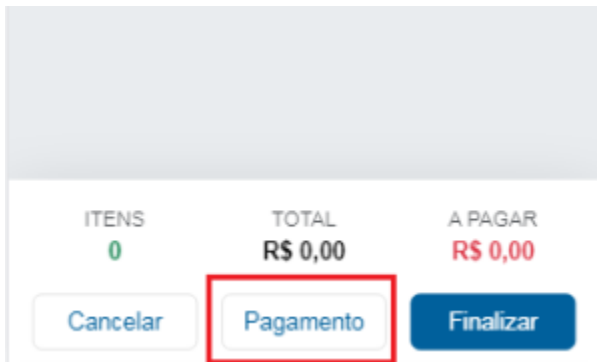 ITENS TOTAL A PAGAR
0 R$ 0,00 R$ 0,00
Cancelar Pagamento Finalizar